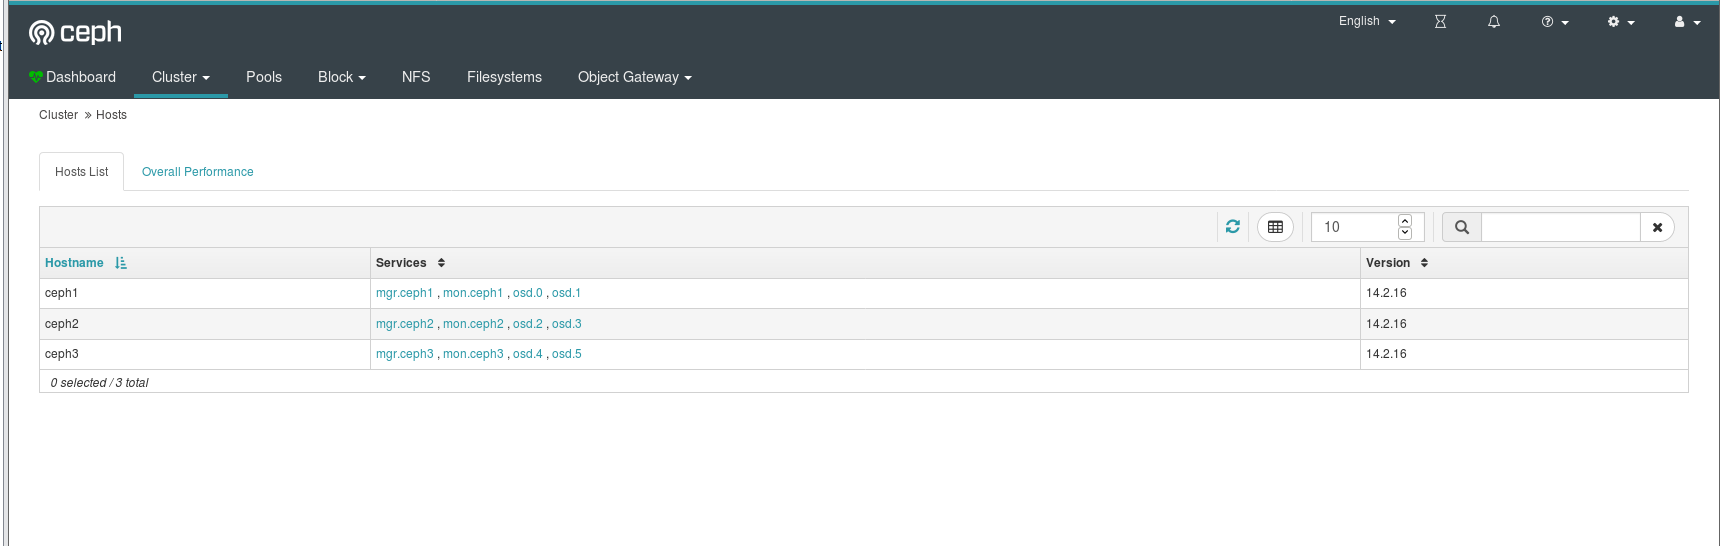 ceph
English
Dashboard Cluster Pools Block NFS Filesystems Object Gateway
Cluster » Hosts
Hosts List Overall Performance
10
Hostname Services Version
ceph1 mgr.ceph1 , mon.ceph1 , osd.0 , osd.1 14.2.16
ceph2 mgr.ceph2 , mon.ceph2 , osd.2 , osd.3 14.2.16
ceph3 mgr.ceph3 , mon.ceph3 , osd.4 , osd.5 14.2.16
0 selected / 3 total